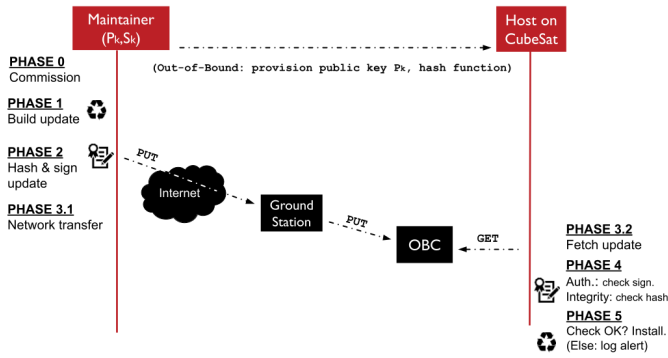 Maintainer
(Pk,Sk)
Host on
CubeSat
(Out-of-Bound: provision public key Pk, hash function)
PHASE 0
Commission
PHASE 1
Build update
PHASE 2
Hash & sign
update
PHASE 3.1
Network transfer
PUT
Internet
Ground
Station
PUT
OBC
GET
PHASE 3.2
Fetch update
PHASE 4
Auth.: check sign.
Integrity: check hash
PHASE 5
Check OK? Install.
(Else: log alert)